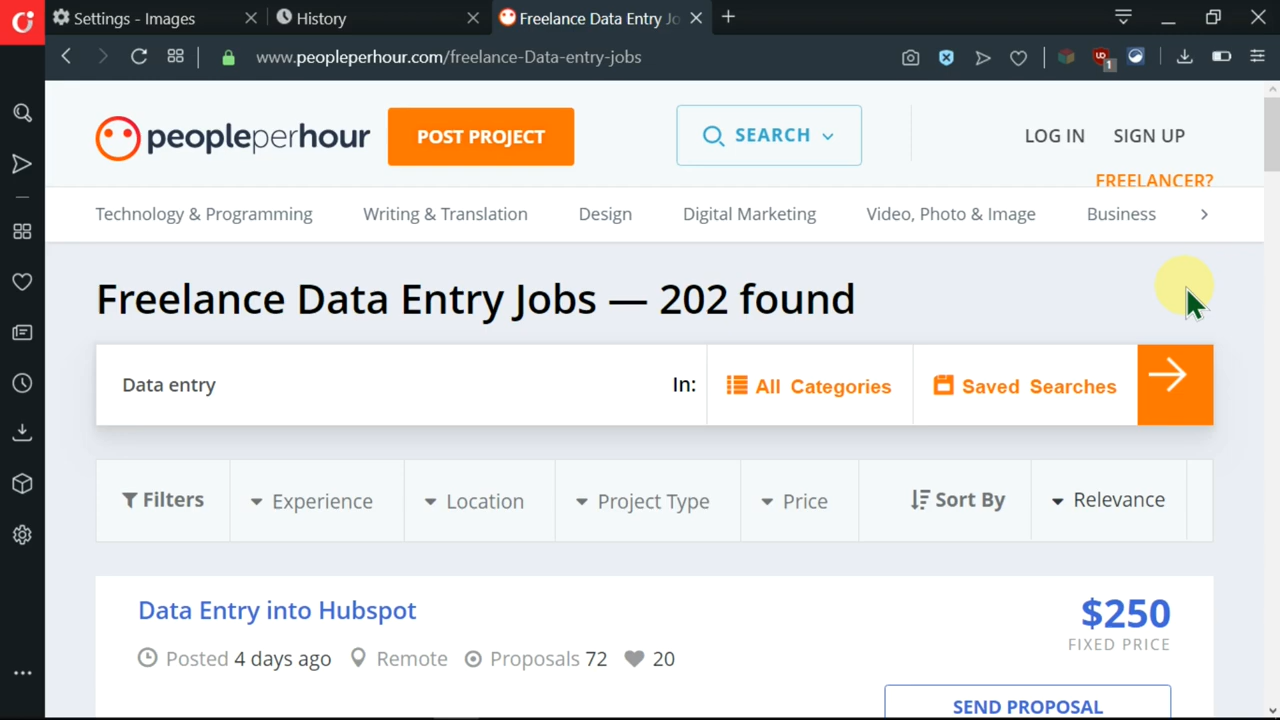 Settings - Images
History
Freelance Data Entry Jo
www.peopleperhour.com/freelance-Data-entry-jobs
1
peopleperhour
POST PROJECT
SEARCH
LOG IN
SIGN UP
FREELANCER?
Technology & Programming
Writing & Translation
Design
Digital Marketing
Video, Photo & Image
Business
Freelance Data Entry Jobs — 202 found
Data entry
In:
All Categories
Saved Searches
Filters
Experience
Location
Project Type
Price
Sort By
Relevance
Data Entry into Hubspot
$250
FIXED PRICE
Posted 4 days ago
Remote
Proposals 72
20
SEND PROPOSAL